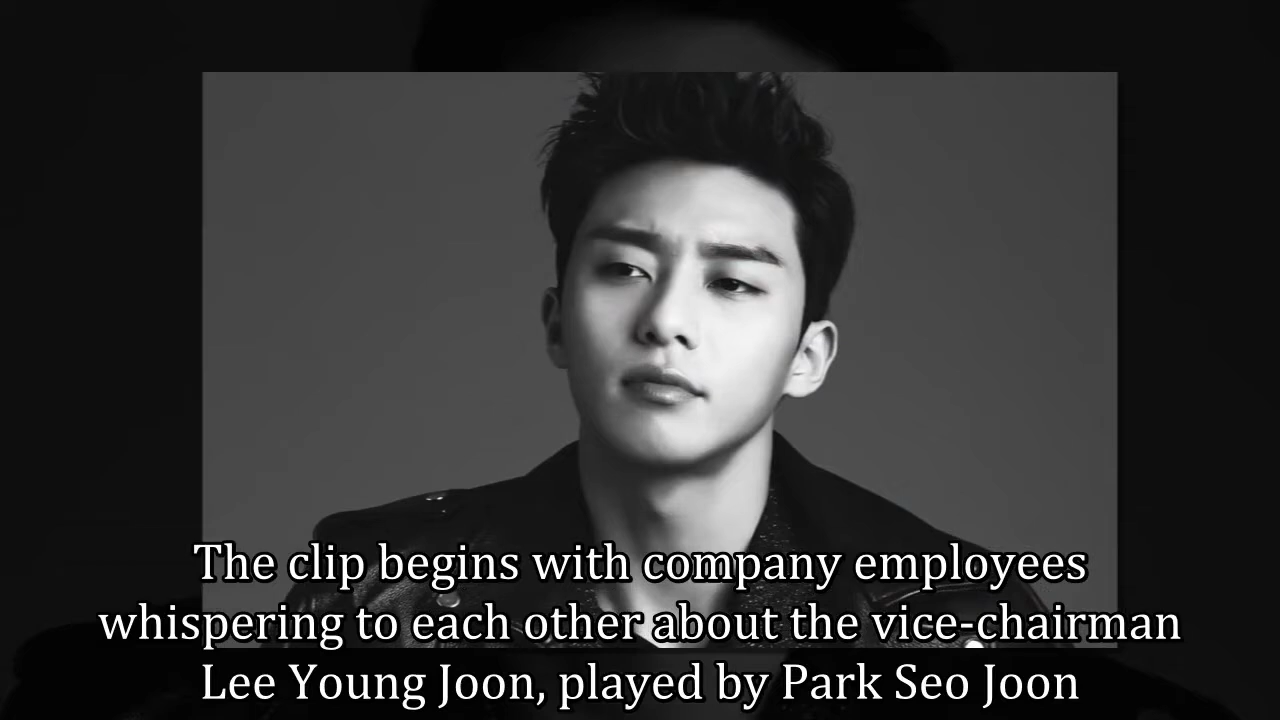 The clip begins with company employees
whispering to each other about the vice-chairman
Lee Young Joon, played by Park Seo Joon